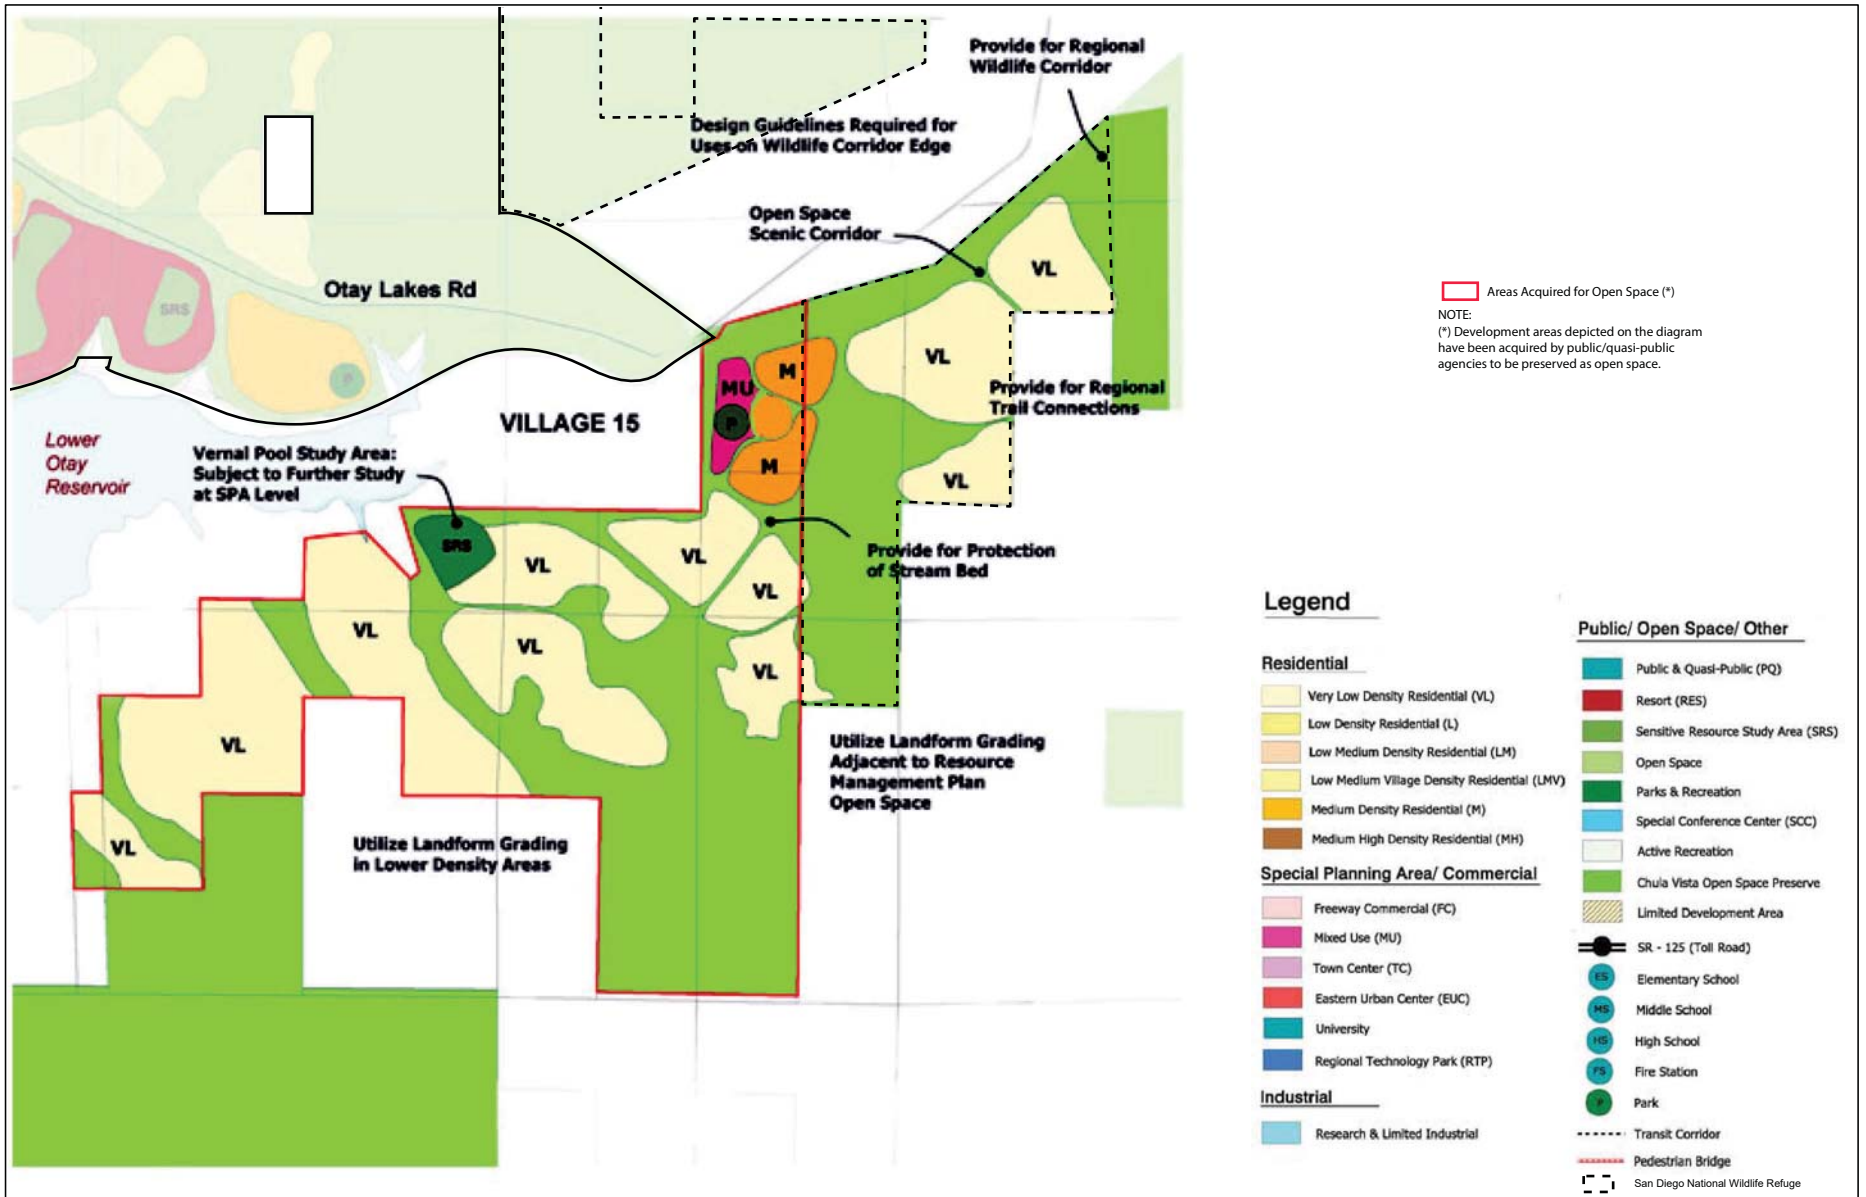 Provide for Regional
Wildlife Corridor
Design Guidelines Required for
Uses on Wildlife Corridor Edge
Open Space
Scenic Corridor
VL
Otay Lakes Rd
SRS
P
VL
Provide for Regional
Trail Connections
M
MU
P
M
VL
VILLAGE 15
Lower
Otay
Reservoir
Vernal Pool Study Area:
Subject to Further Study
at SPA Level
SRS
VL
VL
VL
Provide for Protection
of Stream Bed
VL
VL
VL
VL
VL
Utilize Landform Grading
Adjacent to Resource
Management Plan
Open Space
Utilize Landform Grading
in Lower Density Areas
Areas Acquired for Open Space (*)
NOTE:
(*) Development areas depicted on the diagram
have been acquired by public/quasi-public
agencies to be preserved as open space.
Legend
Residential
Very Low Density Residential (VL)
Low Density Residential (L)
Low Medium Density Residential (LM)
Low Medium Village Density Residential (LMV)
Medium Density Residential (M)
Medium High Density Residential (MH)
Special Planning Area/ Commercial
Freeway Commercial (FC)
Mixed Use (MU)
Town Center (TC)
Eastern Urban Center (EUC)
University
Regional Technology Park (RTP)
Industrial
Research & Limited Industrial
Public/ Open Space/ Other
Public & Quasi-Public (PQ)
Resort (RES)
Sensitive Resource Study Area (SRS)
Open Space
Parks & Recreation
Special Conference Center (SCC)
Active Recreation
Chula Vista Open Space Preserve
Limited Development Area
SR - 125 (Toll Road)
ES Elementary School
MS Middle School
HS High School
FS Fire Station
P Park
Transit Corridor
Pedestrian Bridge
San Diego National Wildlife Refuge